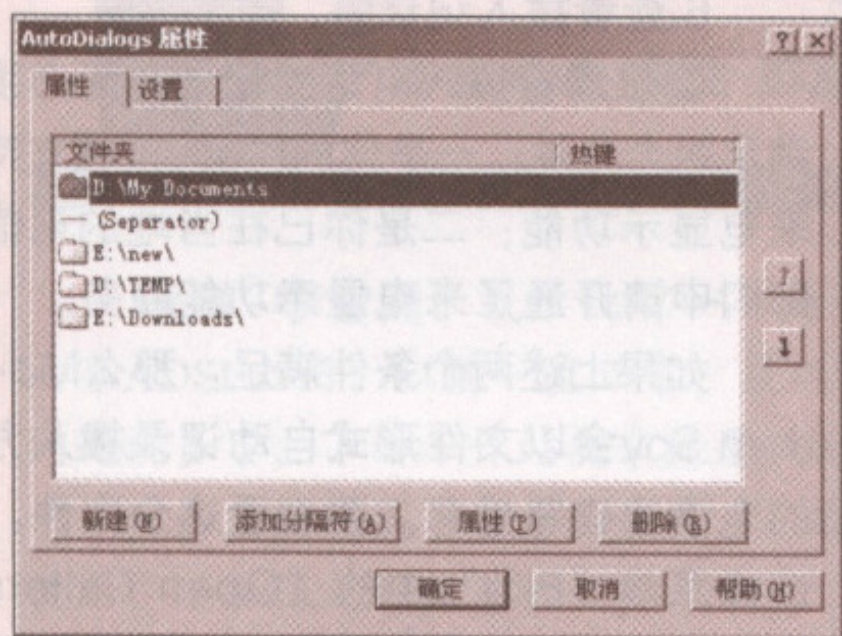 AutoDialogs 属性
属性 设置
文件夹 热键
D:\My Documents
(Separator)
E:\new\
D:\TEMP\
E:\Downloads\
新建(N) 添加分隔符(A) 属性(P) 删除(R)
确定 取消 帮助(H)